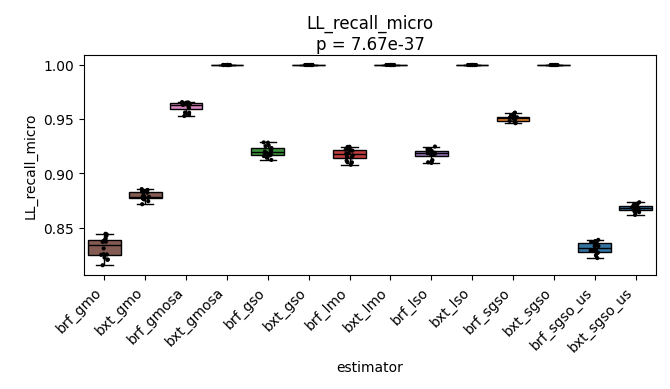 LL_recall_micro
p = 7.67e-37
1.00
0.95
0.90
0.85
LL_recall_micro
brf_gmo
bxt_gmo
brf_gmosa
bxt_gmosa
brf_gso
bxt_gso
brf_lmo
bxt_lmo
brf_lso
bxt_lso
brf_sgso
bxt_sgso
brf_sgso_us
bxt_sgso_us
estimator